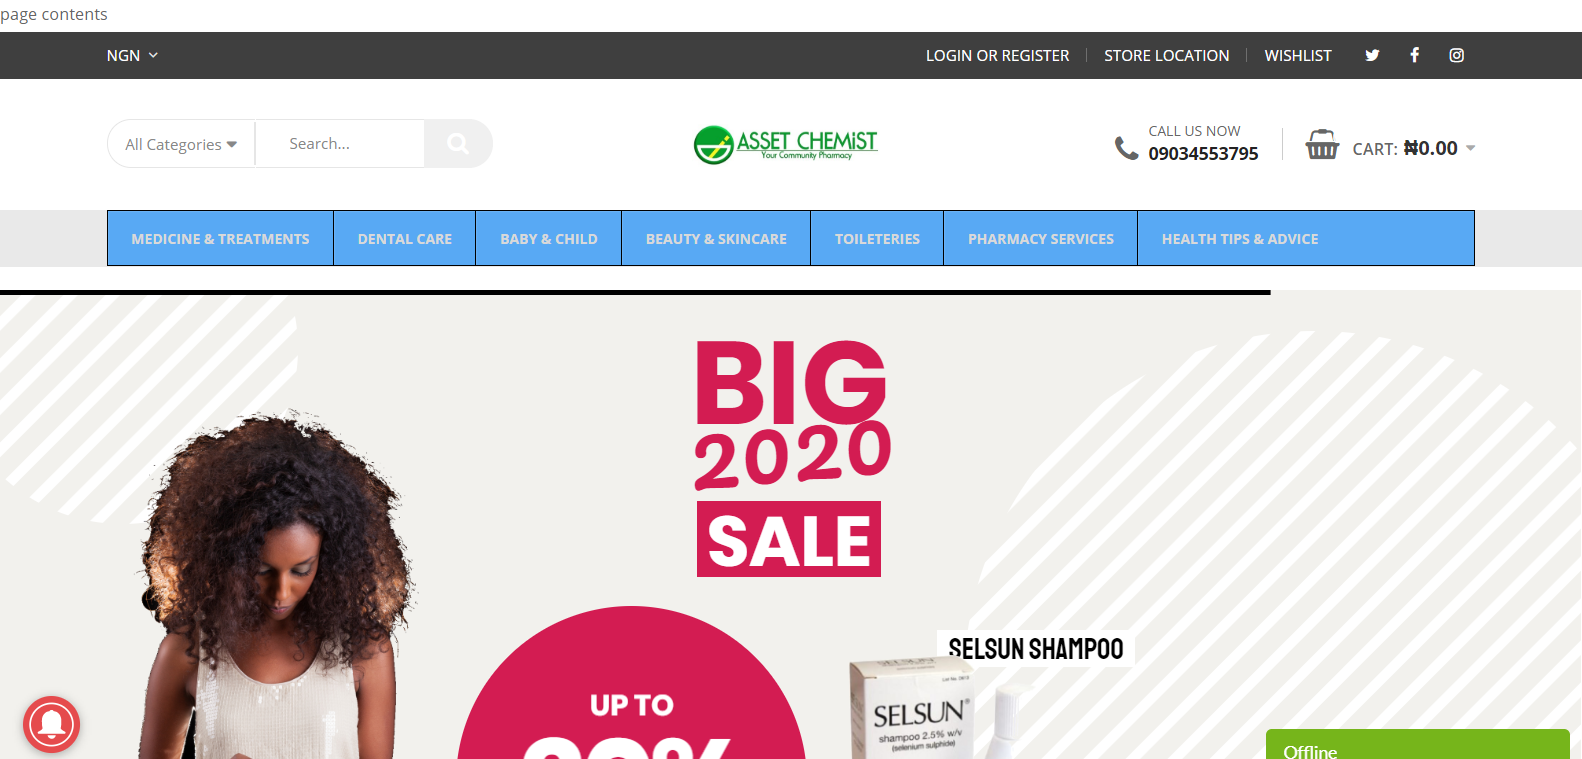 page contents
NGN
LOGIN OR REGISTER
STORE LOCATION
WISHLIST
All Categories
Search...
ASSET CHEMiST
Your Community Pharmacy
CALL US NOW
09034553795
CART: ₦0.00
MEDICINE & TREATMENTS
DENTAL CARE
BABY & CHILD
BEAUTY & SKINCARE
TOILETERIES
PHARMACY SERVICES
HEALTH TIPS & ADVICE
BIG
2020
SALE
SELSUN SHAMPOO
UP TO
SELSUN®
shampoo 2.5% w/v
(selenium sulphide)
Offline